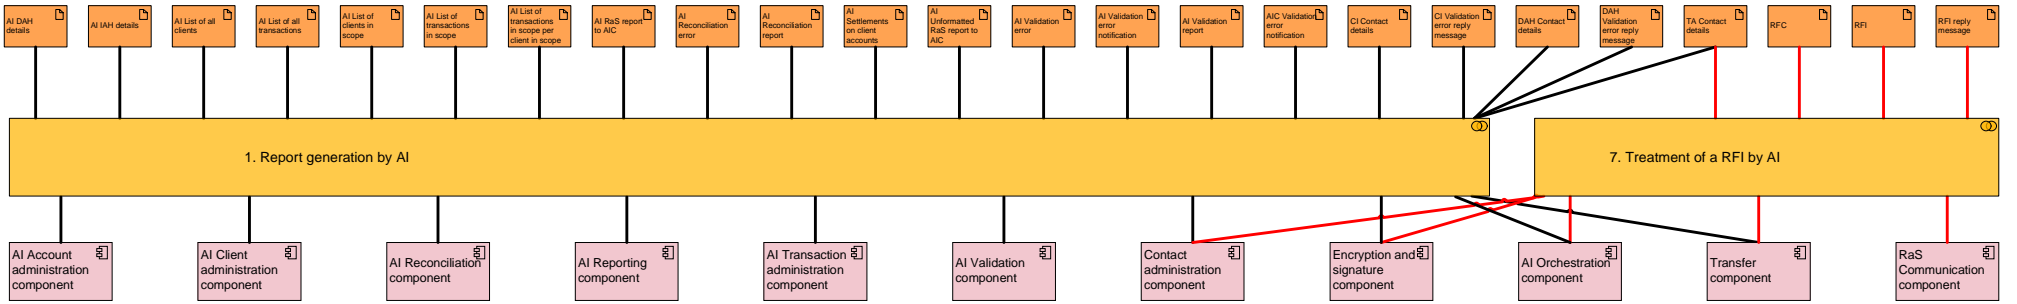 AI DAH
details
AI IAH details
AI List of all
clients
AI List of all
transactions
AI List of
clients in
scope
AI List of
transactions
in scope
AI List of
transactions
in scope per
client in scope
AI RaS report
to AIC
AI
Reconciliation
error
AI
Reconciliation
report
AI
Settlements
on client
accounts
AI
Unformatted
RaS report to
AIC
AI Validation
error
AI Validation
error
notification
AI Validation
report
AIC Validation
error
notification
CI Contact
details
CI Validation
error reply
message
DAH Contact
details
DAH
Validation
error reply
message
TA Contact
details
RFC
RFI
RFI reply
message
1. Report generation by AI
7. Treatment of a RFI by AI
AI Account
administration
component
AI Client
administration
component
AI Reconciliation
component
AI Reporting
component
AI Transaction
administration
component
AI Validation
component
Contact
administration
component
Encryption and
signature
component
AI Orchestration
component
Transfer
component
RaS
Communication
component